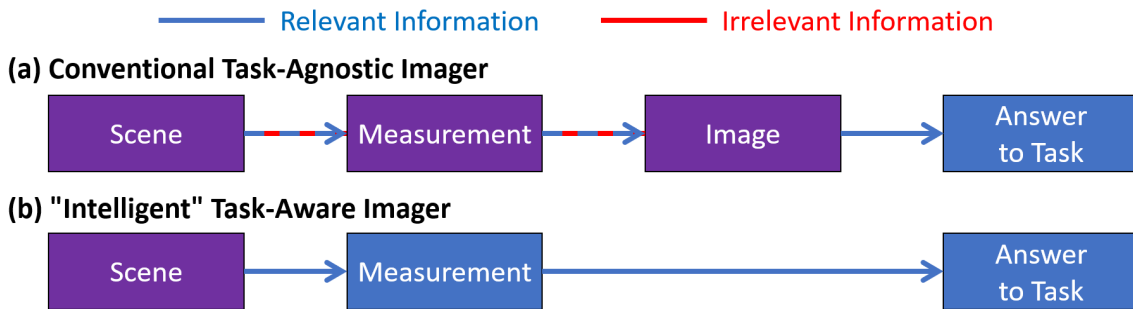 Relevant Information Irrelevant Information
(a) Conventional Task-Agnostic Imager
Scene Measurement Image Answer
to Task
(b) "Intelligent" Task-Aware Imager
Scene Measurement Answer
to Task